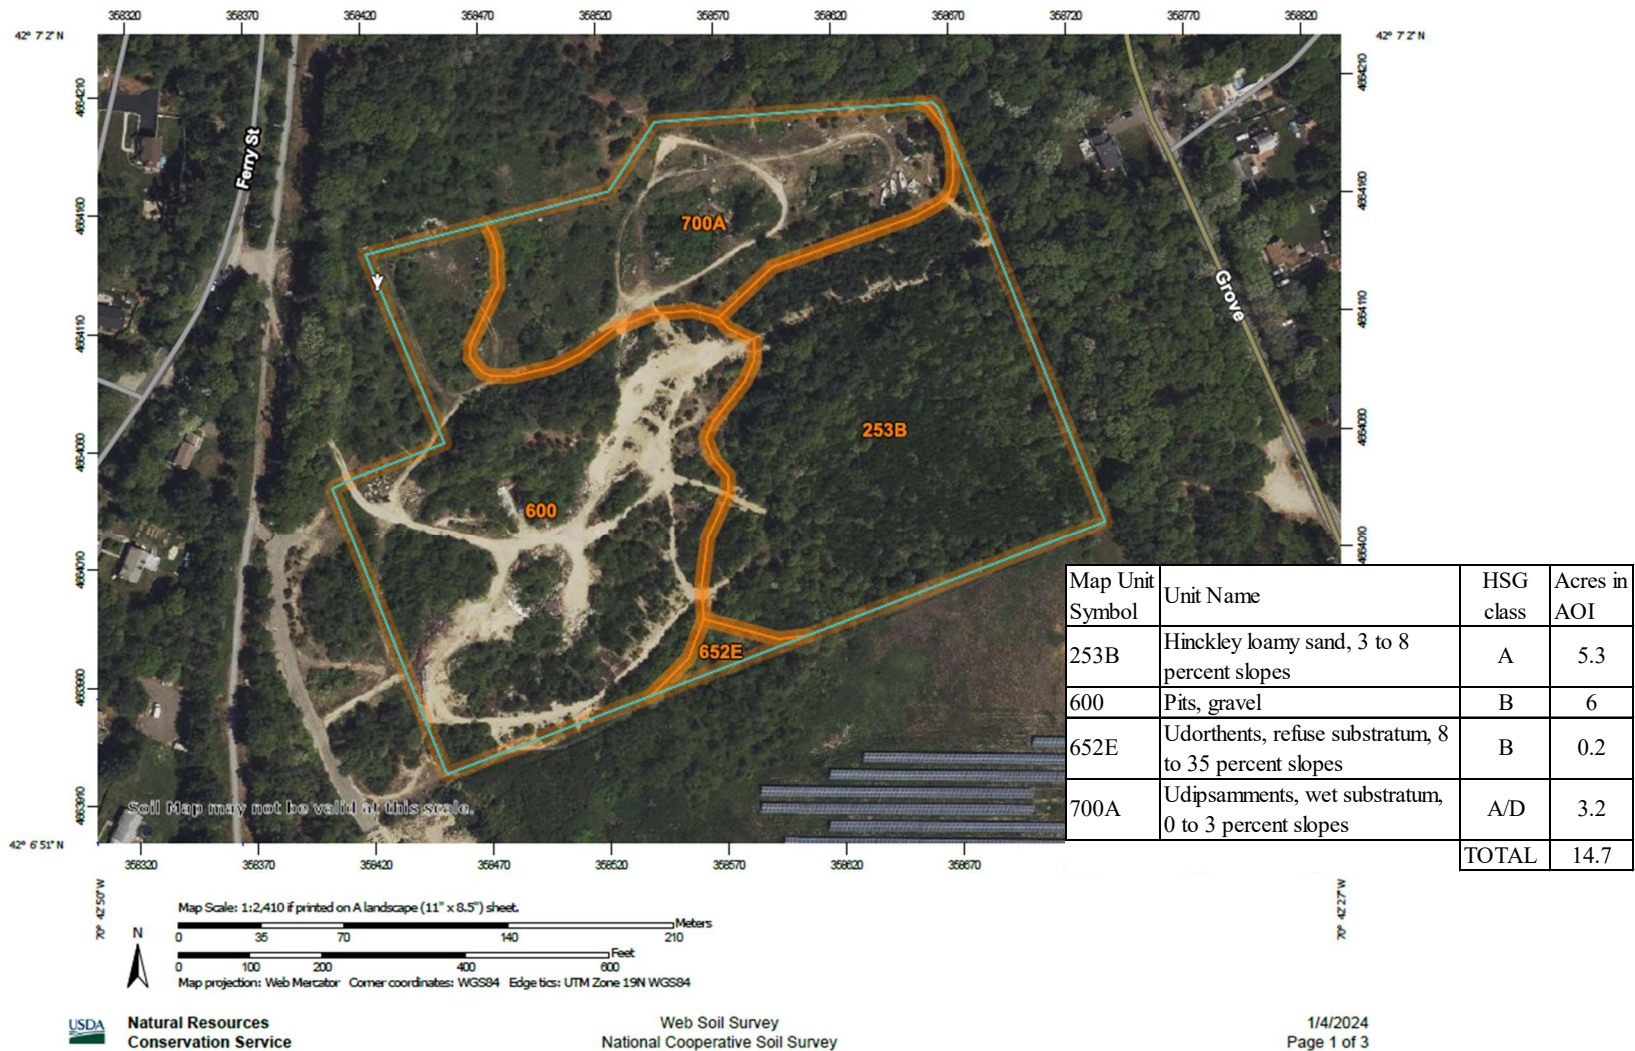 358320 358370 358420 358470 358520 358570 358620 358670 358720 358770 358820
42° 7' 2" N
42° 7' 2" N
4664210
4664160
4664110
4664060
4664010
4663960
4663910
4664210
4664160
4664110
4664060
4664010
Ferry St
Grove
700A
253B
600
652E
Soil Map may not be valid at this scale.
Map Unit Symbol Unit Name HSG class Acres in AOI
253B Hinckley loamy sand, 3 to 8 percent slopes A 5.3
600 Pits, gravel B 6
652E Udorthents, refuse substratum, 8 to 35 percent slopes B 0.2
700A Udipsamments, wet substratum, 0 to 3 percent slopes A/D 3.2
TOTAL 14.7
42° 6' 51" N
358320 358370 358420 358470 358520 358570 358620 358670
70° 42' 50" W
70° 42' 27" W
Map Scale: 1:2,410 if printed on A landscape (11" x 8.5") sheet.
Meters
0 35 70 140 210
N
Feet
0 100 200 400 600
Map projection: Web Mercator Corner coordinates: WGS84 Edge tics: UTM Zone 19N WGS84
USDA
Natural Resources
Conservation Service
Web Soil Survey
National Cooperative Soil Survey
1/4/2024
Page 1 of 3